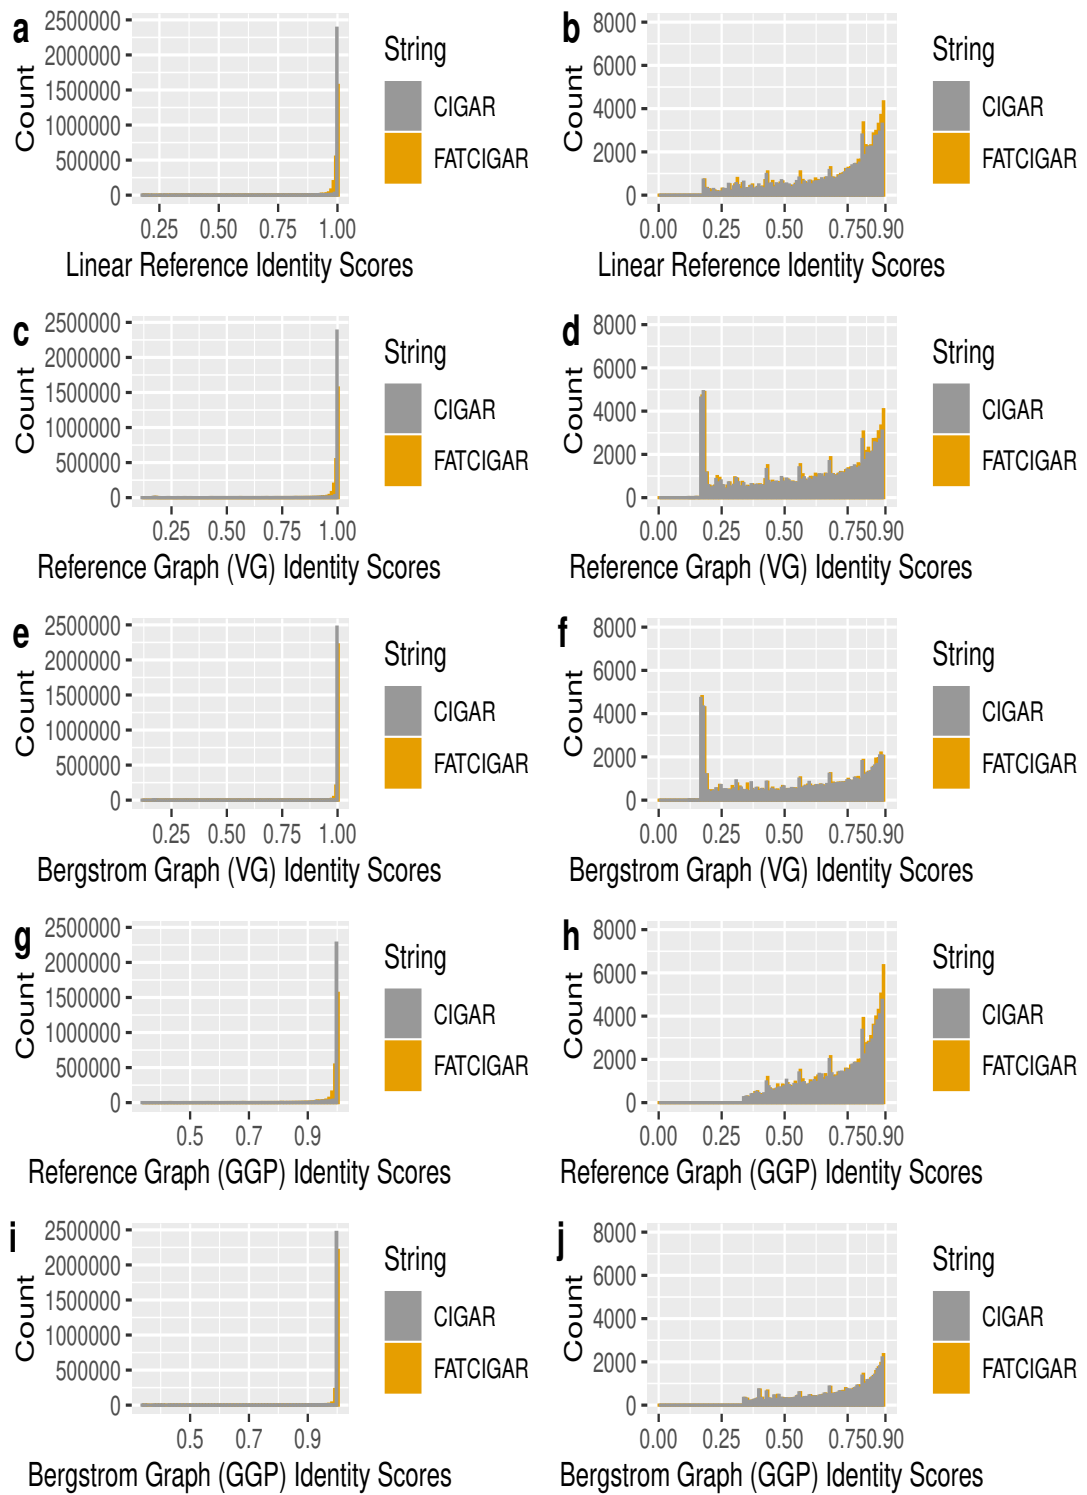 a
2500000
2000000
1500000
1000000
500000
0
Count
0.25 0.50 0.75 1.00
Linear Reference Identity Scores
String
CIGAR
FATCIGAR
b
8000
6000
4000
2000
0
Count
0.00 0.25 0.50 0.75 0.90
Linear Reference Identity Scores
String
CIGAR
FATCIGAR
c
2500000
2000000
1500000
1000000
500000
0
Count
0.25 0.50 0.75 1.00
Reference Graph (VG) Identity Scores
String
CIGAR
FATCIGAR
d
8000
6000
4000
2000
0
Count
0.00 0.25 0.50 0.75 0.90
Reference Graph (VG) Identity Scores
String
CIGAR
FATCIGAR
e
2500000
2000000
1500000
1000000
500000
0
Count
0.25 0.50 0.75 1.00
Bergstrom Graph (VG) Identity Scores
String
CIGAR
FATCIGAR
f
8000
6000
4000
2000
0
Count
0.00 0.25 0.50 0.75 0.90
Bergstrom Graph (VG) Identity Scores
String
CIGAR
FATCIGAR
g
2500000
2000000
1500000
1000000
500000
0
Count
0.5 0.7 0.9
Reference Graph (GGP) Identity Scores
String
CIGAR
FATCIGAR
h
8000
6000
4000
2000
0
Count
0.00 0.25 0.50 0.75 0.90
Reference Graph (GGP) Identity Scores
String
CIGAR
FATCIGAR
i
2500000
2000000
1500000
1000000
500000
0
Count
0.5 0.7 0.9
Bergstrom Graph (GGP) Identity Scores
String
CIGAR
FATCIGAR
j
8000
6000
4000
2000
0
Count
0.00 0.25 0.50 0.75 0.90
Bergstrom Graph (GGP) Identity Scores
String
CIGAR
FATCIGAR